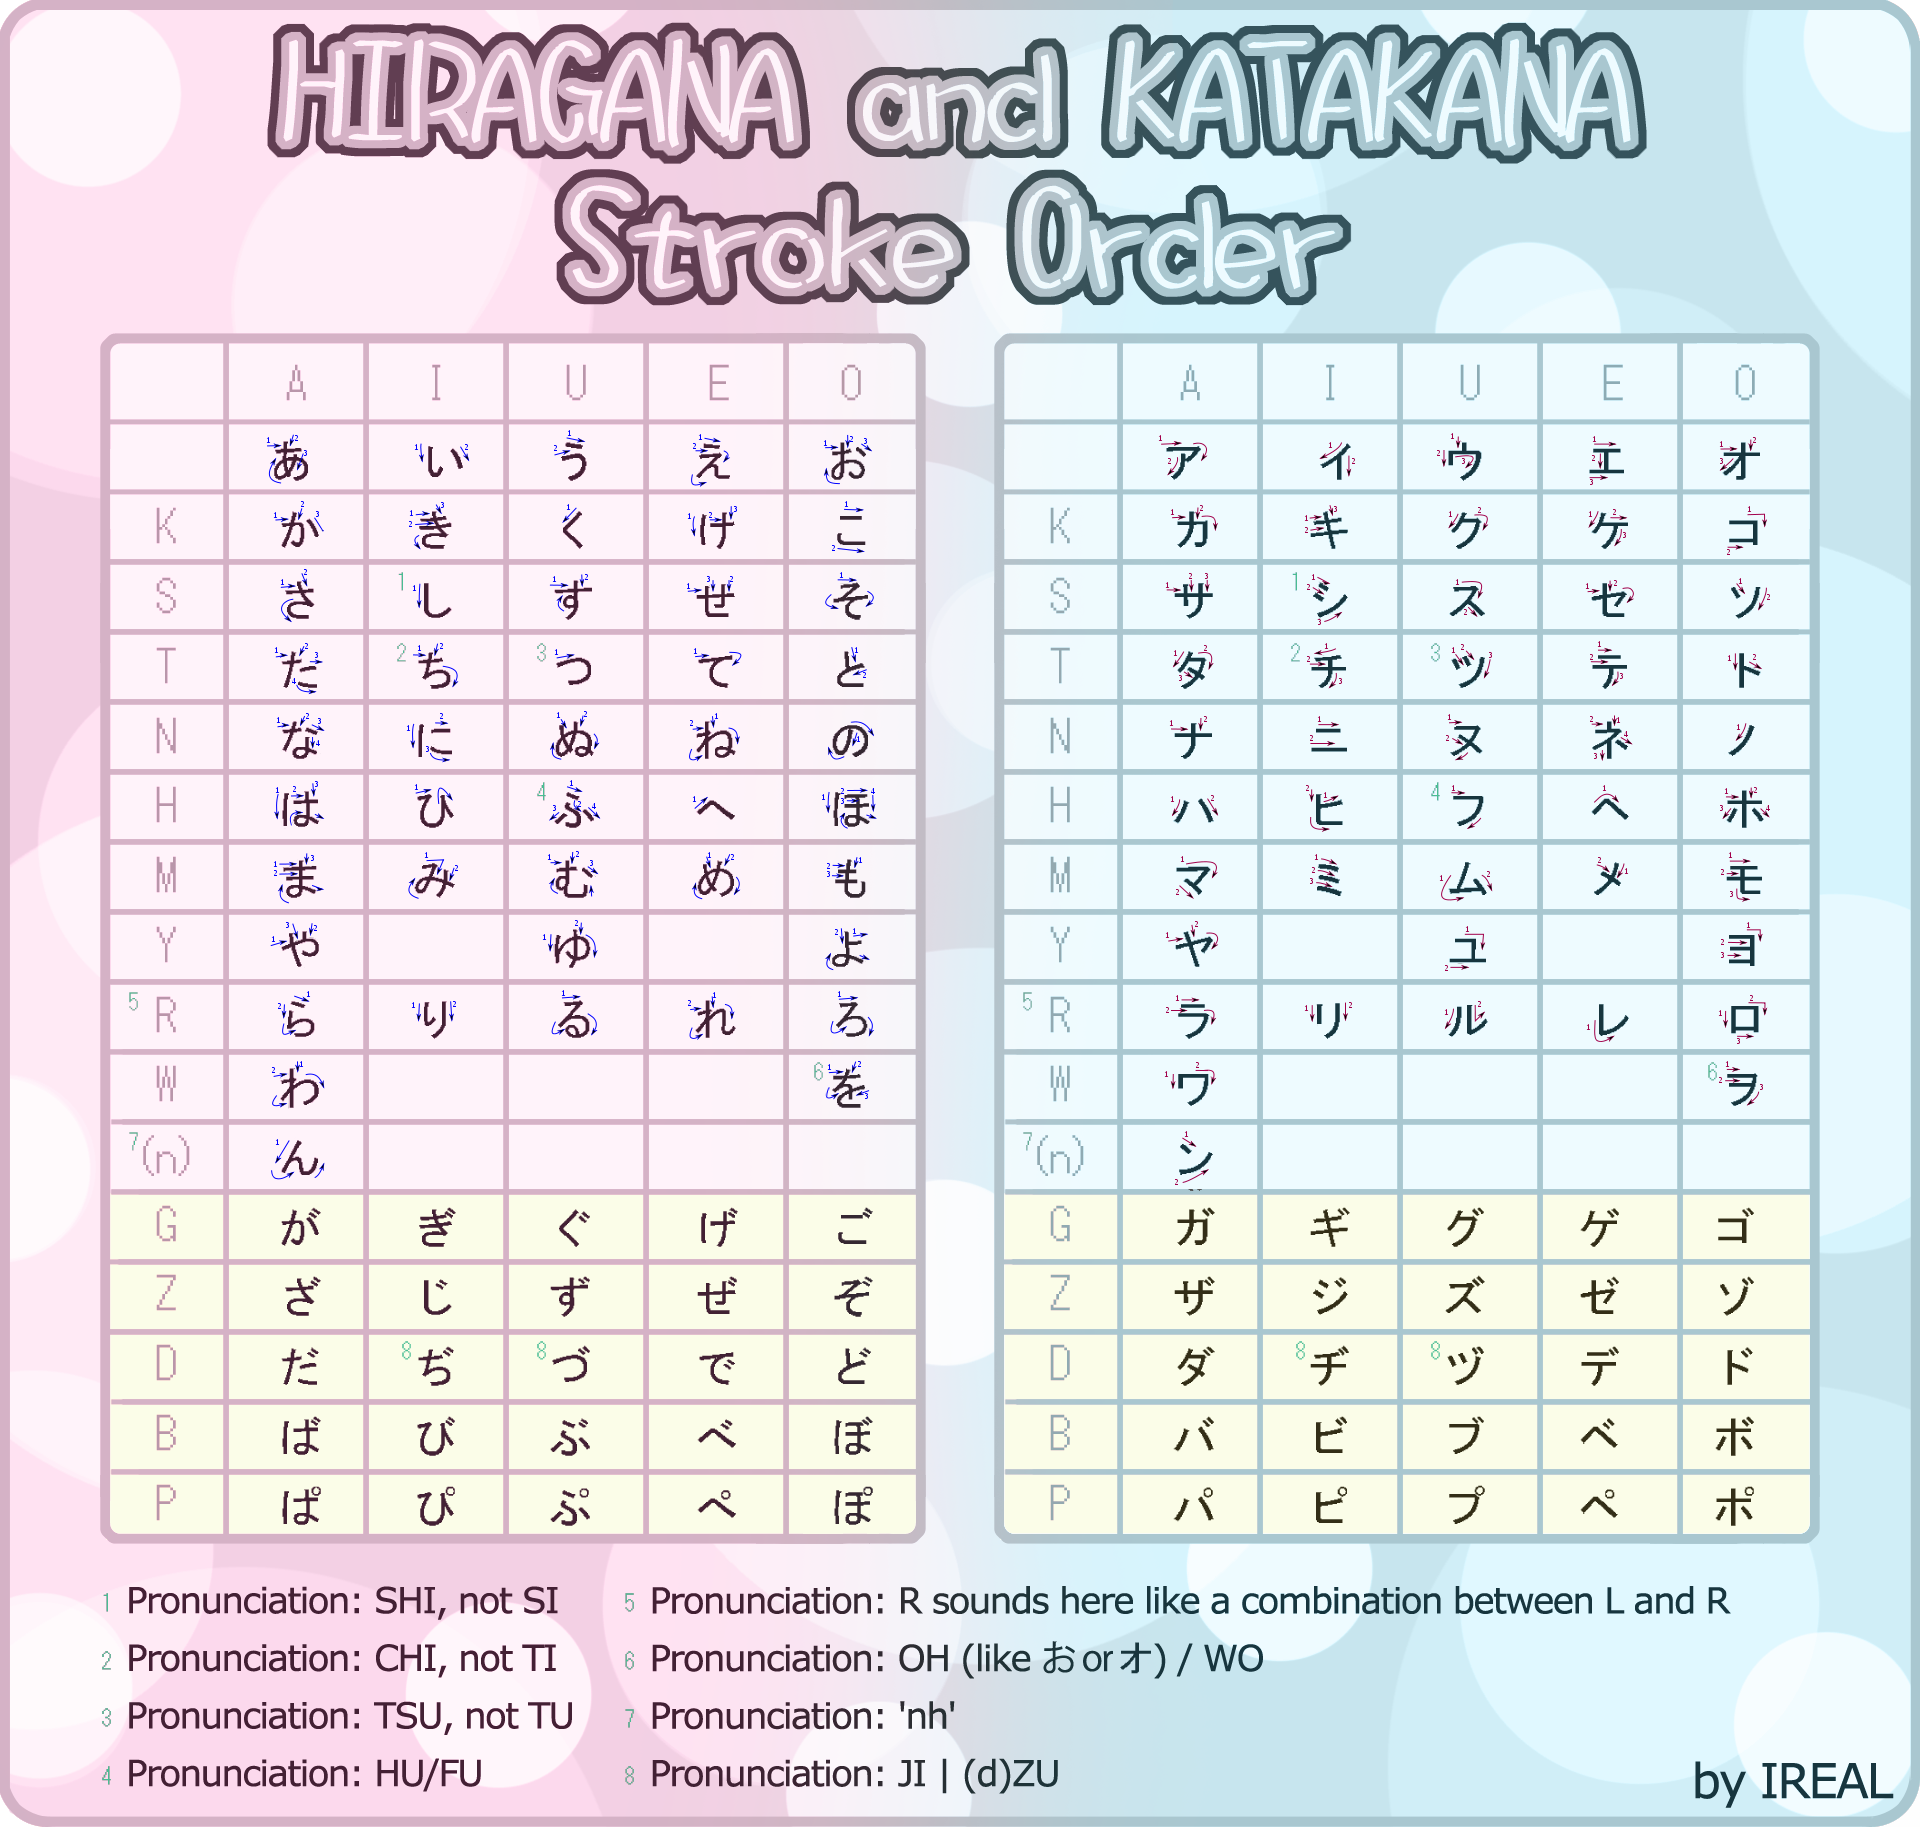 HIRAGANA and KATAKANA
Stroke Order
A I U E O
あ い う え お
K か き く け こ
S さ 1 し す せ そ
T た 2 ち 3 つ て と
N な に ぬ ね の
H は ひ 4 ふ へ ほ
M ま み む め も
Y や ゆ よ
5 R ら り る れ ろ
W わ 6 を
7 (n) ん
G が ぎ ぐ げ ご
Z ざ じ ず ぜ ぞ
D だ 8 ぢ 8 づ で ど
B ば び ぶ べ ぼ
P ぱ ぴ ぷ ぺ ぽ
A I U E O
ア イ ウ エ オ
K カ キ ク ケ コ
S サ 1 シ ス セ ソ
T タ 2 チ 3 ツ テ ト
N ナ ニ ヌ ネ ノ
H ハ ヒ 4 フ ヘ ホ
M マ ミ ム メ モ
Y ヤ ユ ヨ
5 R ラ リ ル レ ロ
W ワ 6 ヲ
7 (n) ン
G ガ ギ グ ゲ ゴ
Z ザ ジ ズ ゼ ゾ
D ダ 8 ヂ 8 ヅ デ ド
B バ ビ ブ ベ ボ
P パ ピ プ ペ ポ
1 Pronunciation: SHI, not SI
2 Pronunciation: CHI, not TI
3 Pronunciation: TSU, not TU
4 Pronunciation: HU/FU
5 Pronunciation: R sounds here like a combination between L and R
6 Pronunciation: OH (like お or オ) / WO
7 Pronunciation: 'nh'
8 Pronunciation: JI | (d)ZU
by IREAL